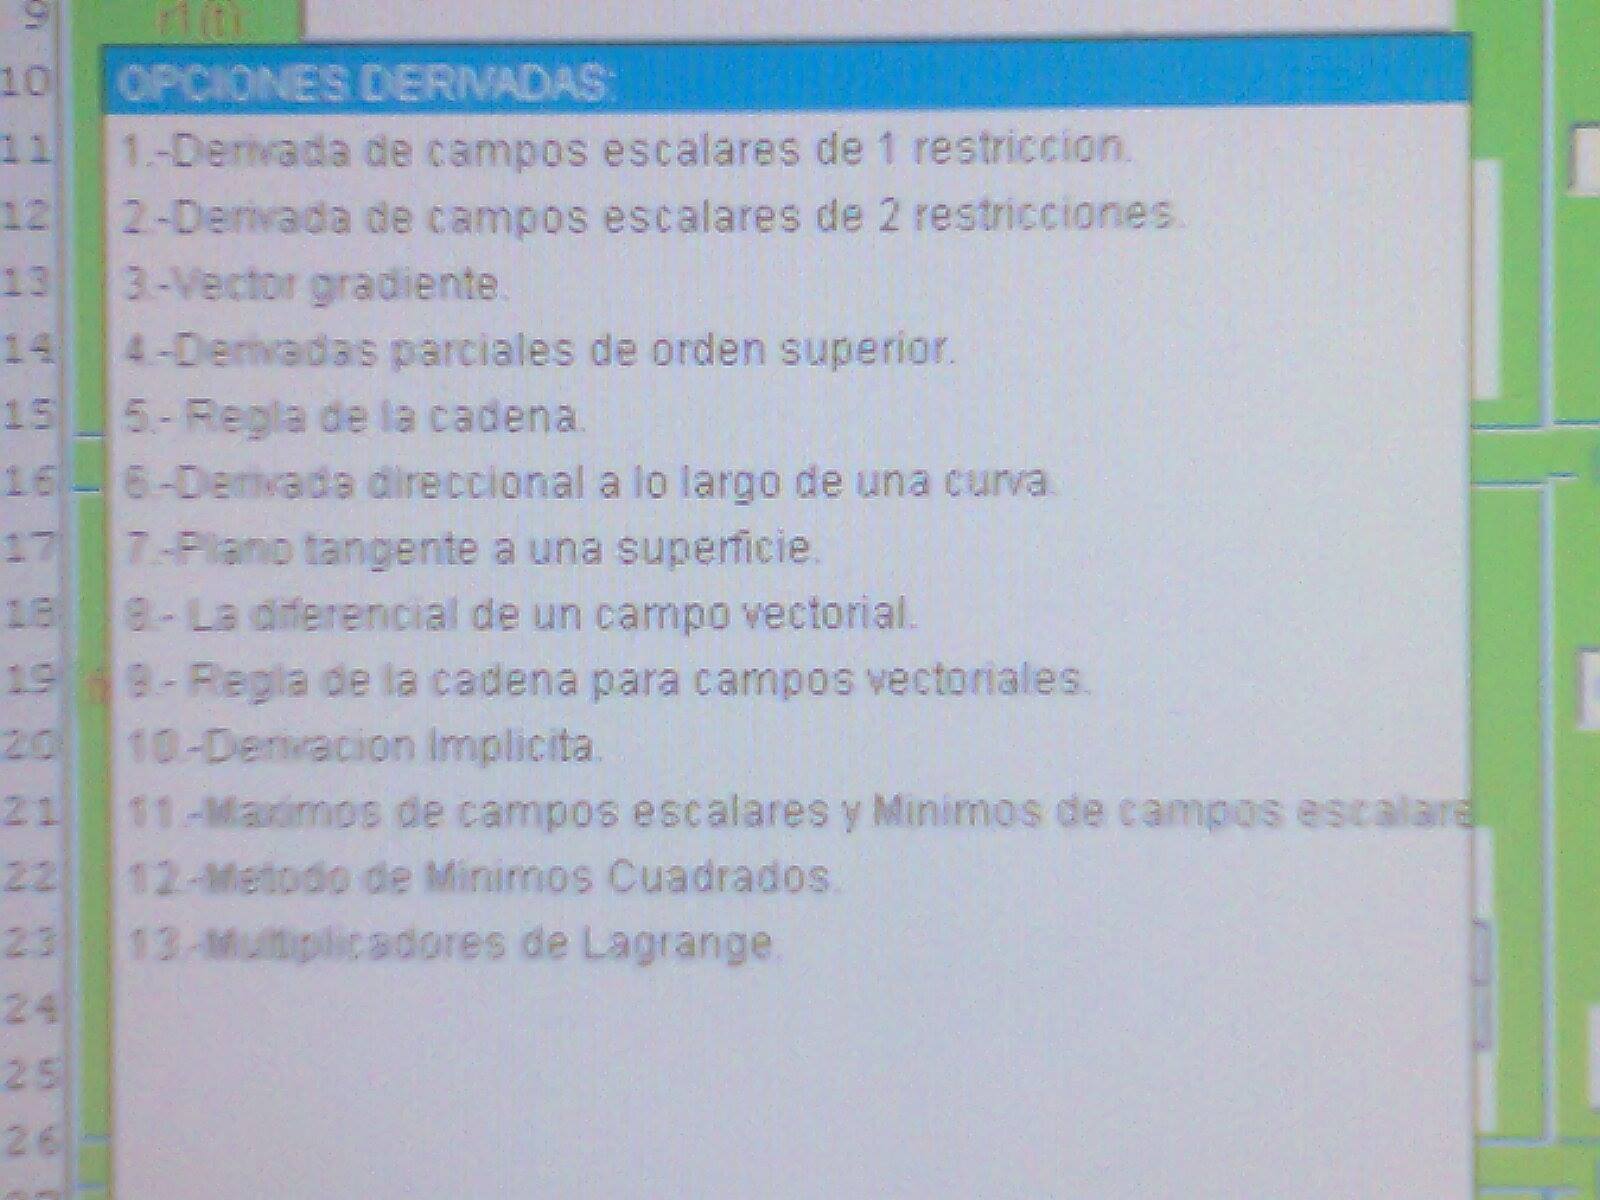 9
r1(t)
10
OPCIONES DERIVADAS:
11
1.-Derivada de campos escalares de 1 restriccion.
12
2.-Derivada de campos escalares de 2 restricciones.
13
3.-Vector gradiente.
14
4.-Derivadas parciales de orden superior.
15
5.- Regla de la cadena.
16
6.-Derivada direccional a lo largo de una curva.
17
7.-Plano tangente a una superficie.
18
8.- La diferencial de un campo vectorial.
19
9.- Regla de la cadena para campos vectoriales.
20
10.-Derivacion Implicita.
21
11.-Maximos de campos escalares y Minimos de campos escalare
22
12.-Metodo de Minimos Cuadrados.
23
13.-Multiplicadores de Lagrange.
24
25
26